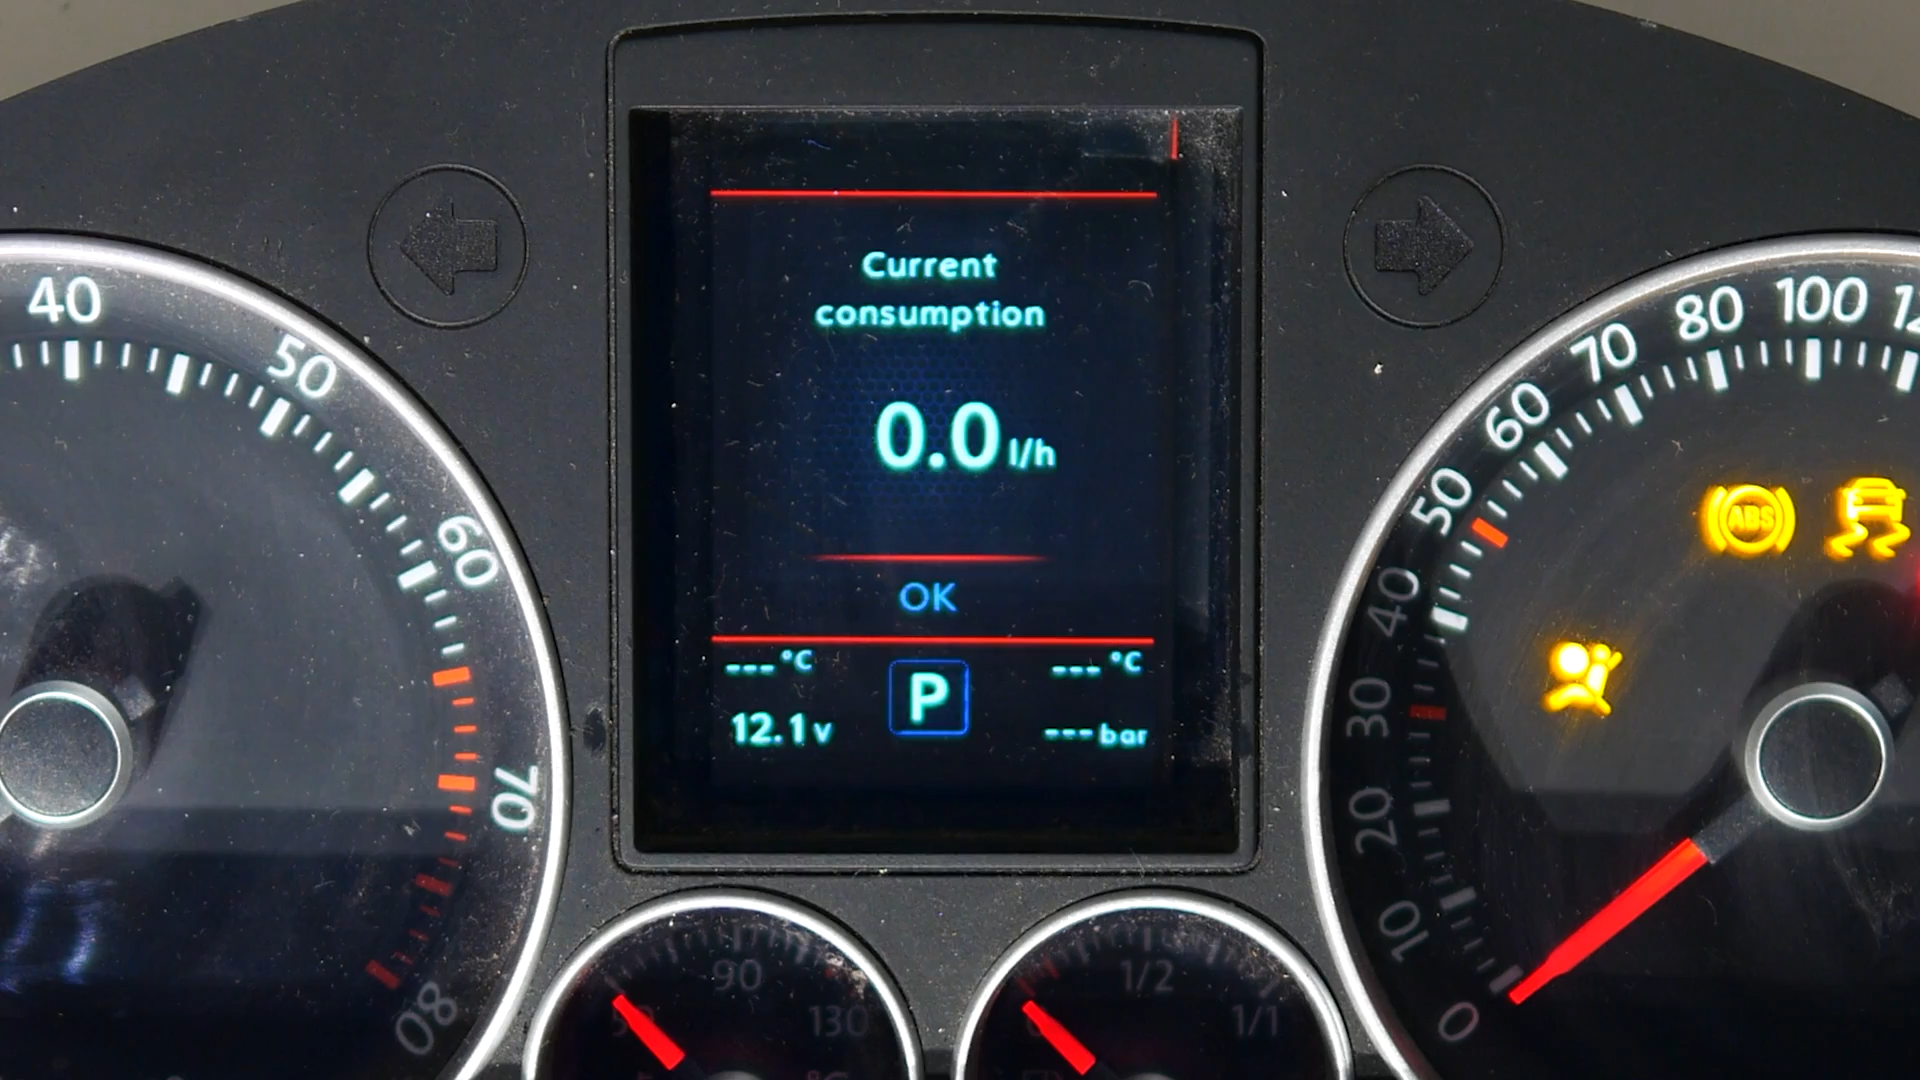 Current
consumption
0.0 l/h
OK
--- °C
P
--- °C
12.1 v
--- bar
40
50
60
70
80
0
10
20
30
40
50
60
70
80
100
ABS
90
130
1/2
1/1